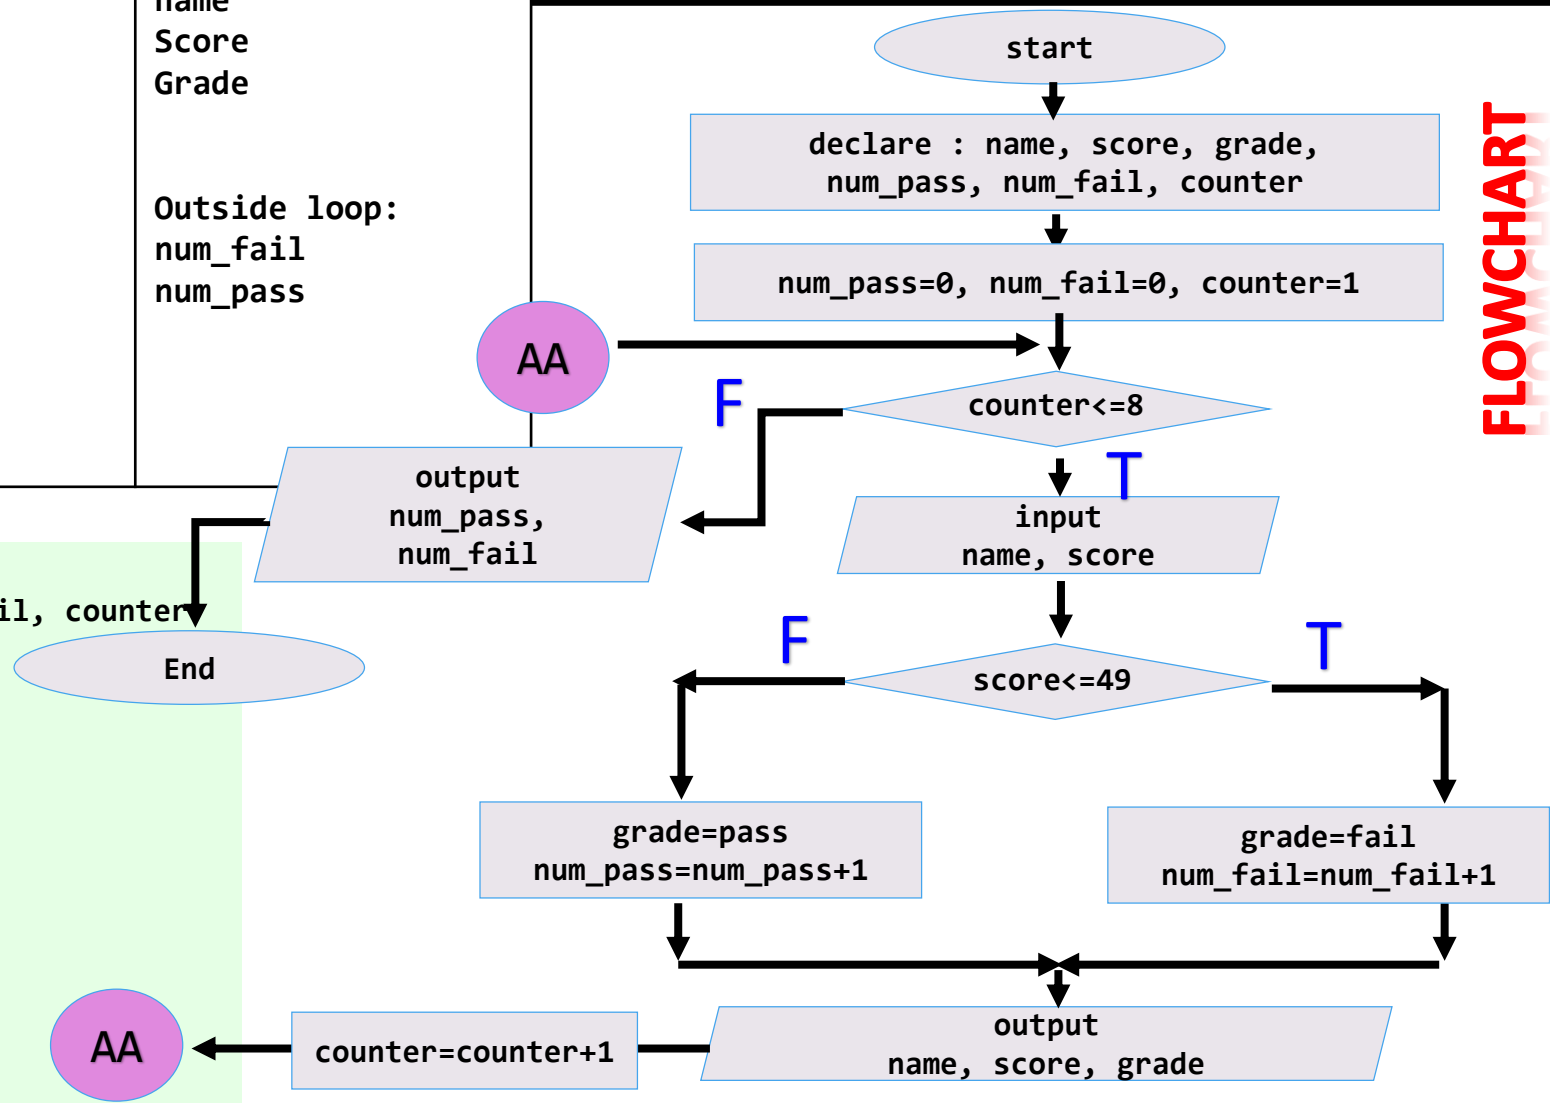 name
Score
Grade
Outside loop:
num_fail
num_pass
FLOWCHART
start
declare : name, score, grade,
num_pass, num_fail, counter
num_pass=0, num_fail=0, counter=1
AA
F
counter<=8
T
output
num_pass,
num_fail
input
name, score
il, counter
End
F
score<=49
T
grade=pass
num_pass=num_pass+1
grade=fail
num_fail=num_fail+1
output
name, score, grade
counter=counter+1
AA